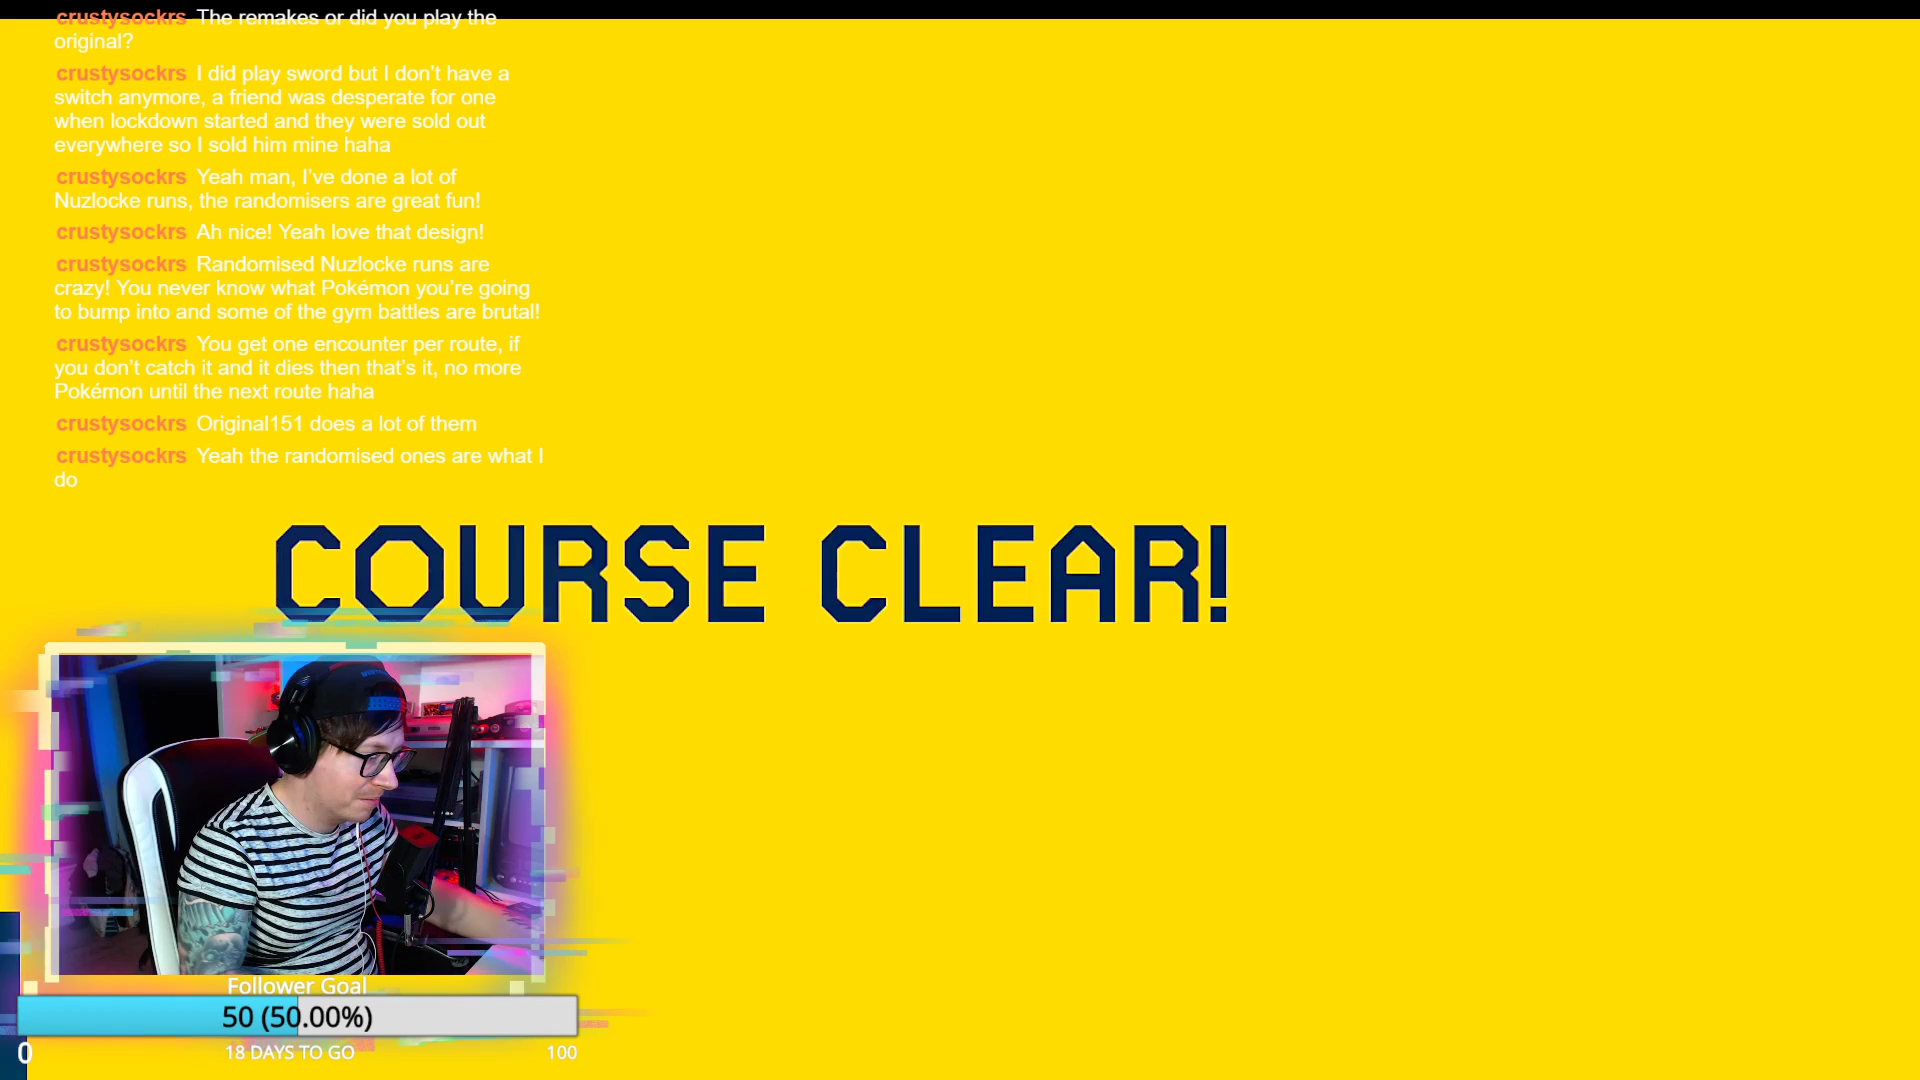 crustysockrs The remakes or did you play the
original?
crustysockrs I did play sword but I don't have a
switch anymore, a friend was desperate for one
when lockdown started and they were sold out
everywhere so I sold him mine haha
crustysockrs Yeah man, I've done a lot of
Nuzlocke runs, the randomisers are great fun!
crustysockrs Ah nice! Yeah love that design!
crustysockrs Randomised Nuzlocke runs are
crazy! You never know what Pokémon you're going
to bump into and some of the gym battles are brutal!
crustysockrs You get one encounter per route, if
you don't catch it and it dies then that's it, no more
Pokémon until the next route haha
crustysockrs Original151 does a lot of them
crustysockrs Yeah the randomised ones are what I
do
COURSE CLEAR!
Follower Goal
50 (50.00%)
0 18 DAYS TO GO 100